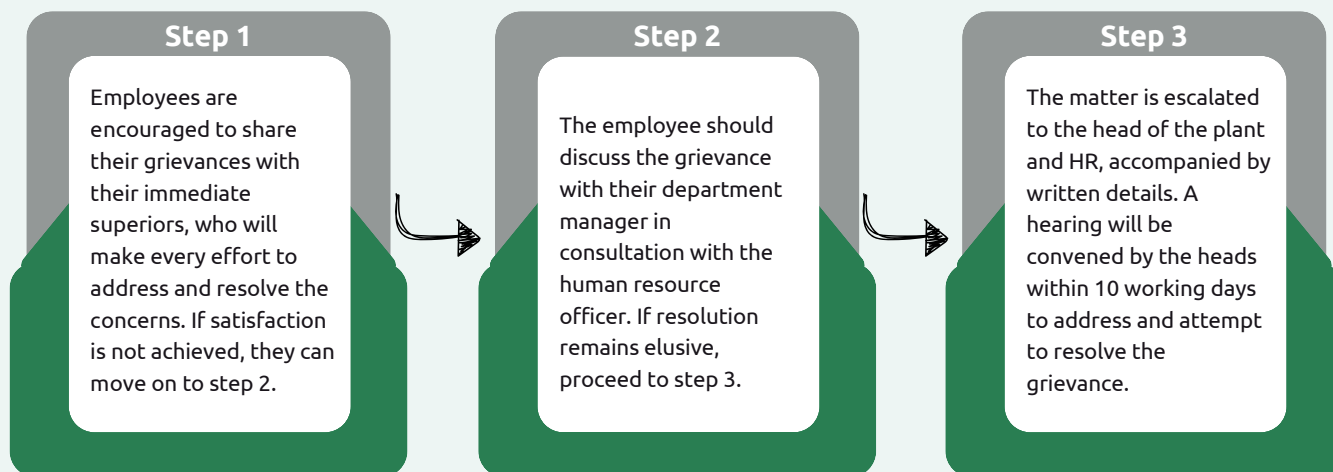 Step 1
Employees are
encouraged to share
their grievances with
their immediate
superiors, who will
make every effort to
address and resolve the
concerns. If satisfaction
is not achieved, they can
move on to step 2.
Step 2
The employee should
discuss the grievance
with their department
manager in
consultation with the
human resource
officer. If resolution
remains elusive,
proceed to step 3.
Step 3
The matter is escalated
to the head of the plant
and HR, accompanied by
written details. A
hearing will be
convened by the heads
within 10 working days
to address and attempt
to resolve the
grievance.